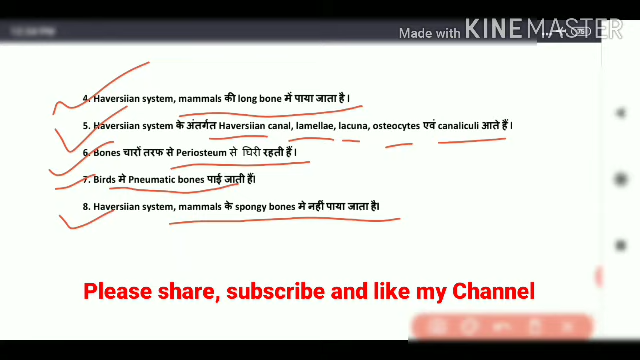 Made with KINEMASTER
4. Haversiian system, mammals की long bone में पाया जाता है ।
5. Haversiian system के अंतर्गत Haversiian canal, lamellae, lacuna, osteocytes एवं canaliculi आते हैं ।
6. Bones चारों तरफ से Periosteum से घिरी रहती हैं ।
7. Birds मे Pneumatic bones पाई जाती हैं।
8. Haversiian system, mammals के spongy bones मे नहीं पाया जाता है।
Please share, subscribe and like my Channel